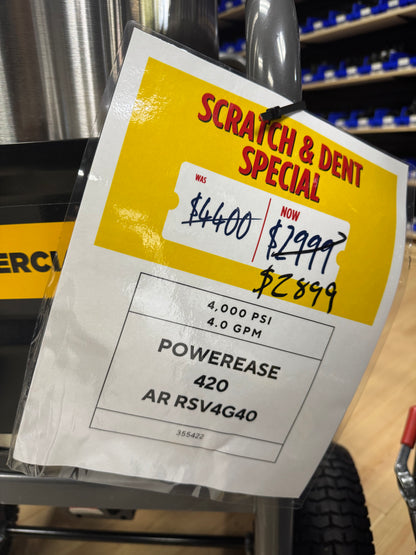 SCRATCH & DENT
SPECIAL
WAS
$4400
NOW
$2999
$2899
ERCI
4,000 PSI
4.0 GPM
POWEREASE
420
AR RSV4G40
355422